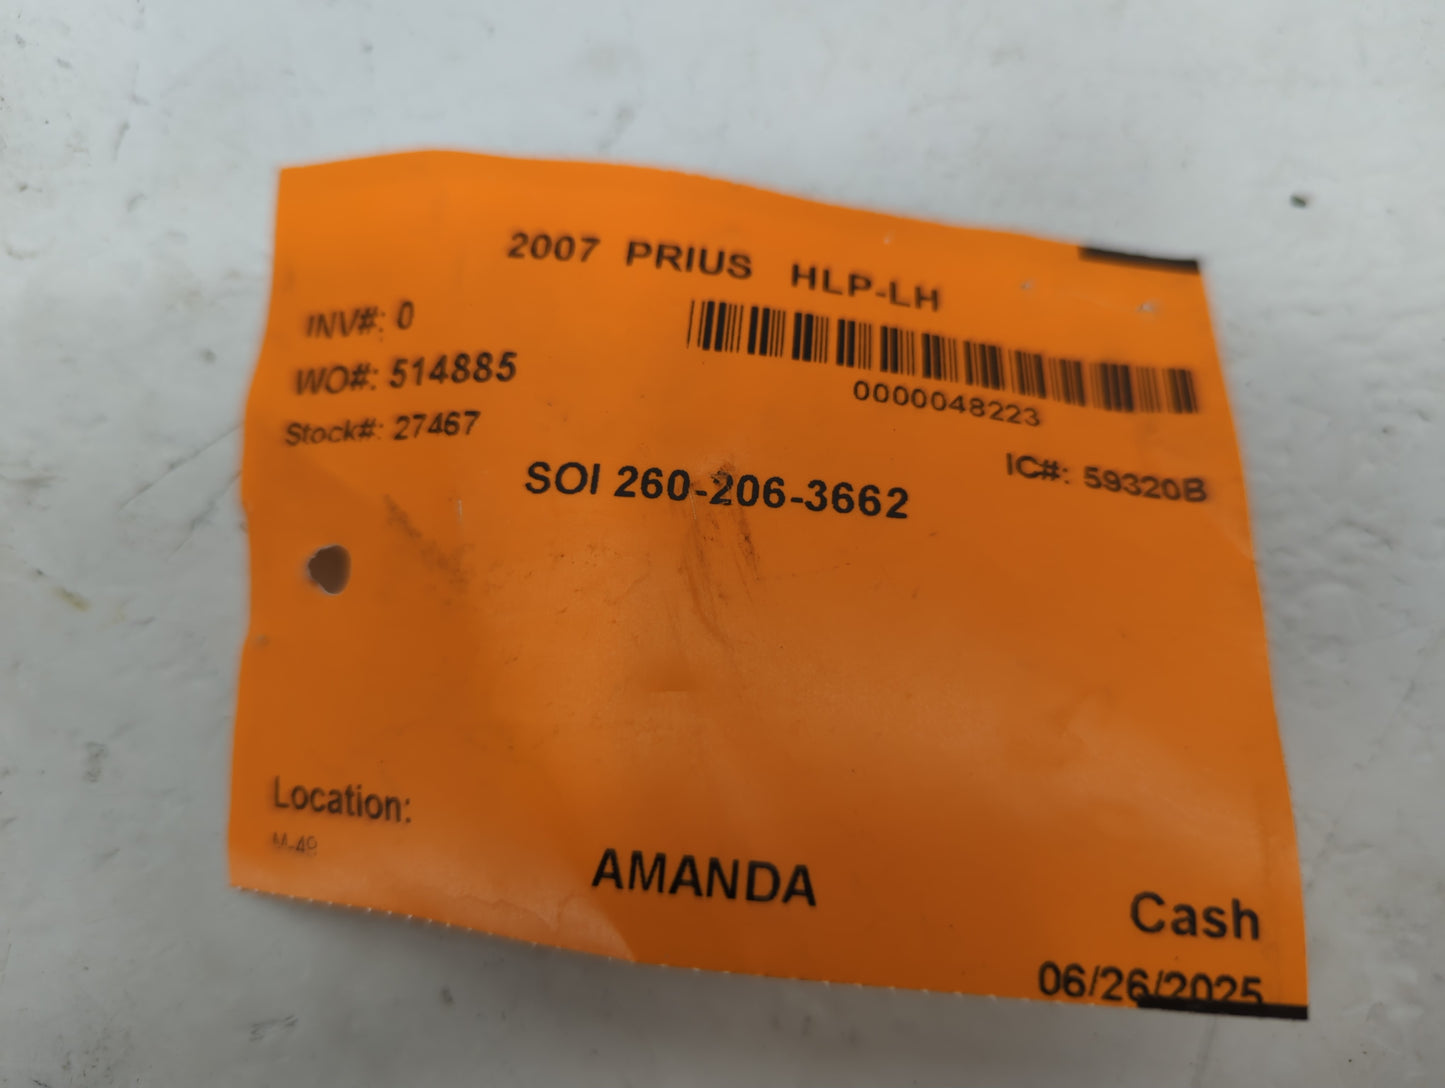 2007 PRIUS HLP-LH
INV#: 0
WO#: 514885
0000048223
Stock#: 27467
IC#: 59320B
SOI 260-206-3662
Location:
M-48
AMANDA
Cash
06/26/2025